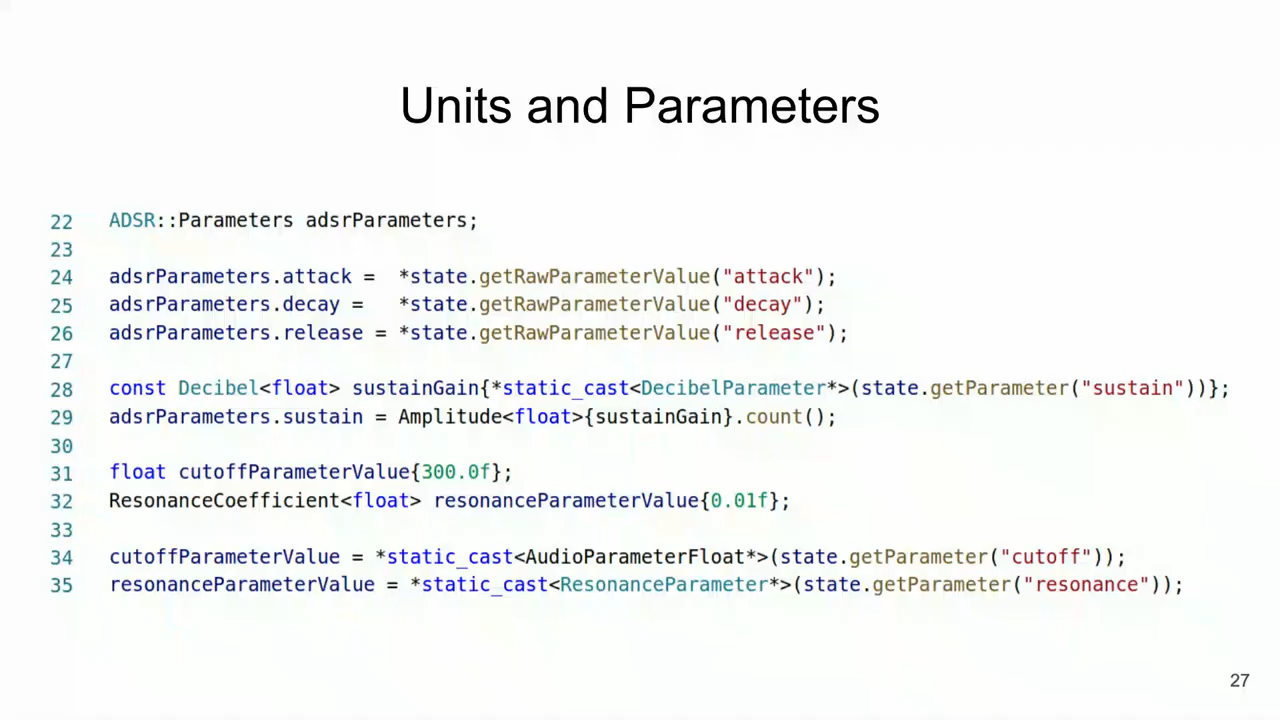 Units and Parameters
22 ADSR::Parameters adsrParameters;
23
24 adsrParameters.attack =  *state.getRawParameterValue("attack");
25 adsrParameters.decay =   *state.getRawParameterValue("decay");
26 adsrParameters.release = *state.getRawParameterValue("release");
27
28 const Decibel<float> sustainGain{*static_cast<DecibelParameter*>(state.getParameter("sustain"))};
29 adsrParameters.sustain = Amplitude<float>{sustainGain}.count();
30
31 float cutoffParameterValue{300.0f};
32 ResonanceCoefficient<float> resonanceParameterValue{0.01f};
33
34 cutoffParameterValue = *static_cast<AudioParameterFloat*>(state.getParameter("cutoff"));
35 resonanceParameterValue = *static_cast<ResonanceParameter*>(state.getParameter("resonance"));
27